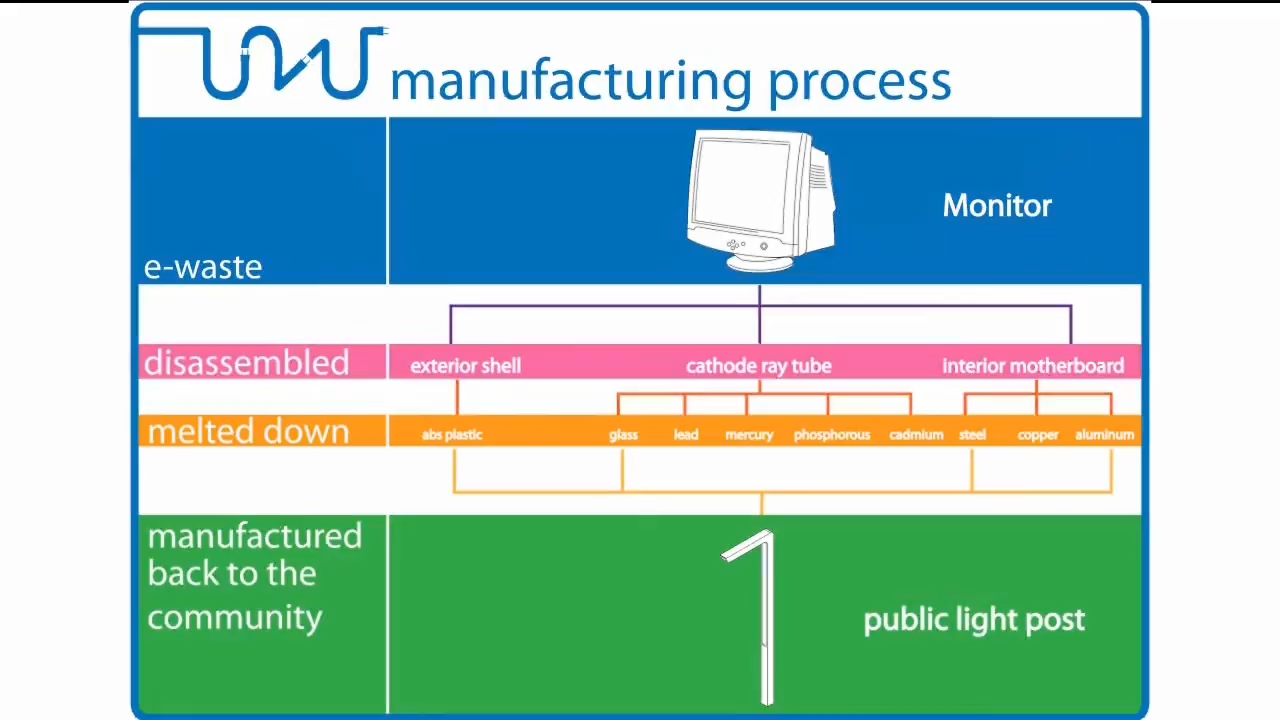 manufacturing process
Monitor
e-waste
disassembled
exterior shell
cathode ray tube
interior motherboard
melted down
abs plastic
glass
lead
mercury
phosphorous
cadmium
steel
copper
aluminum
manufactured
back to the
community
public light post